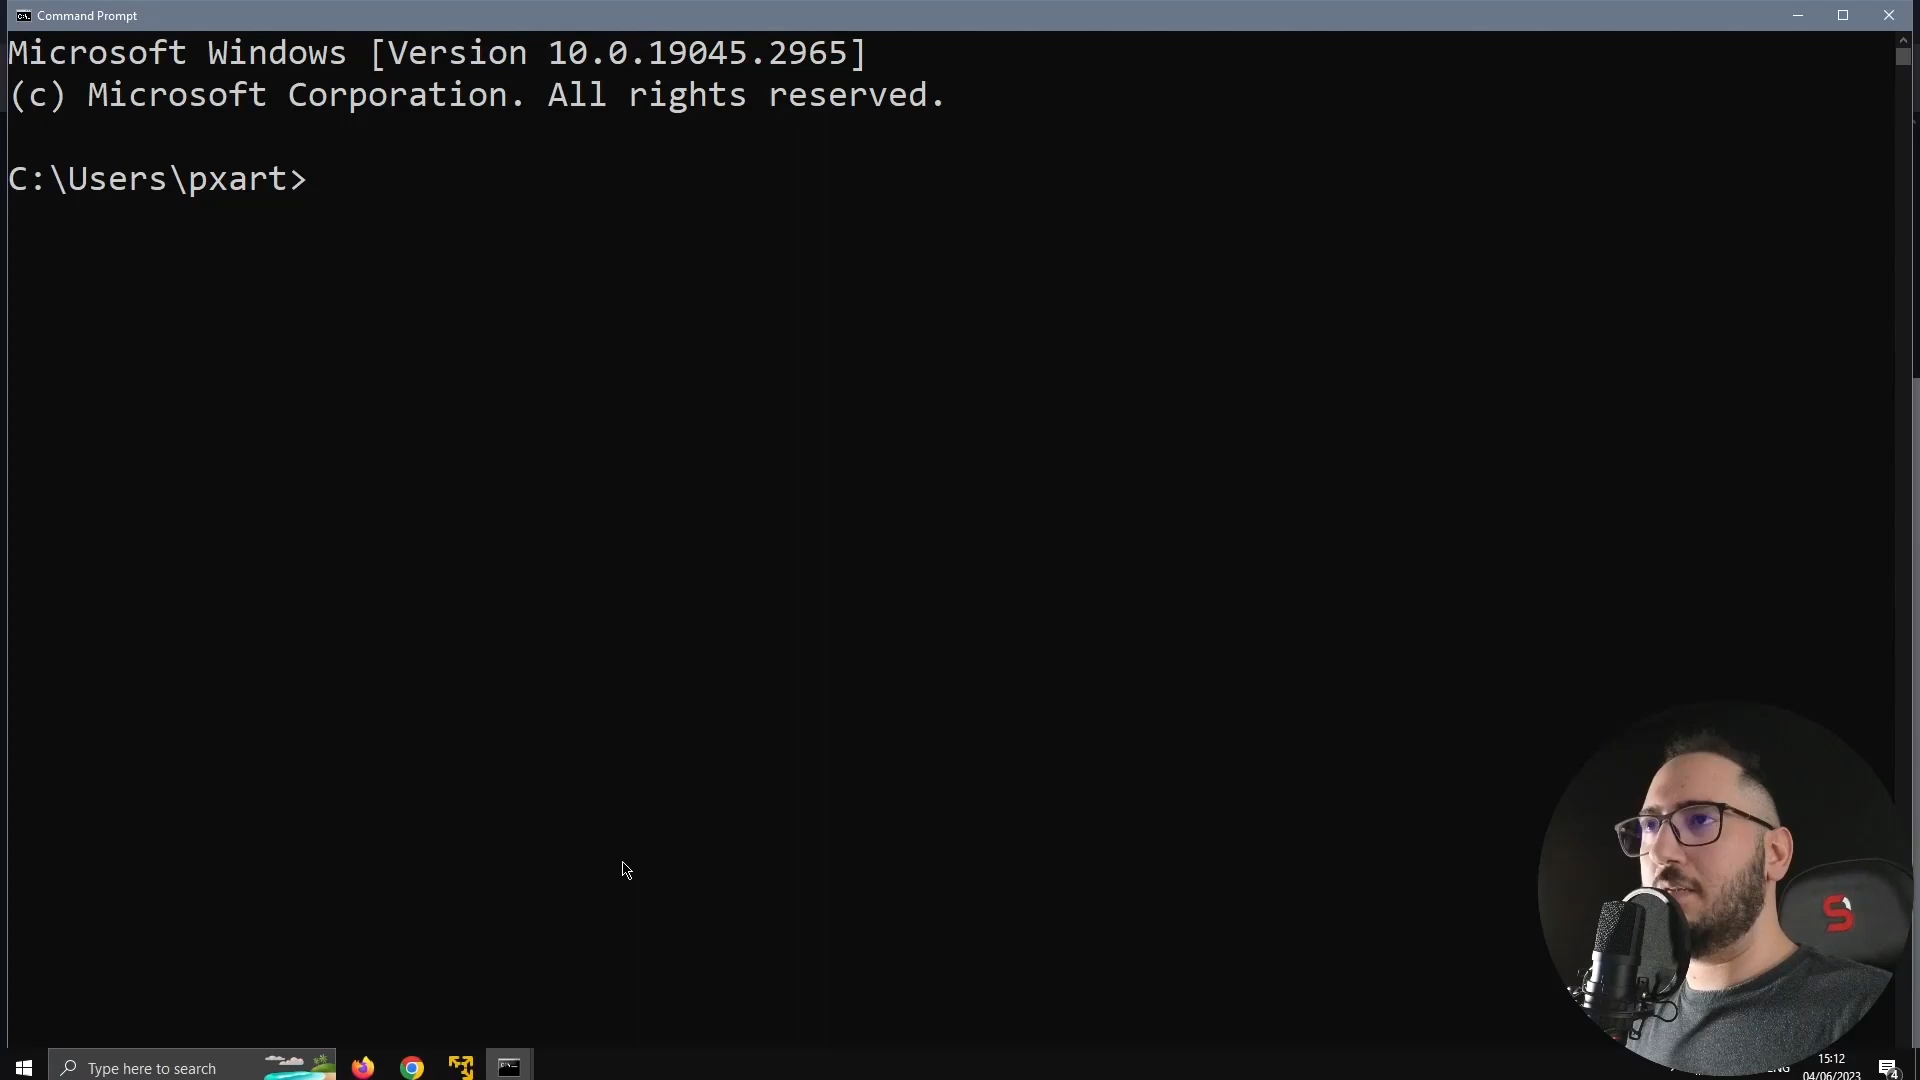 Command Prompt
Microsoft Windows [Version 10.0.19045.2965]
(c) Microsoft Corporation. All rights reserved.
C:\Users\pxart>
S
Type here to search
15:12
04/06/2023
4